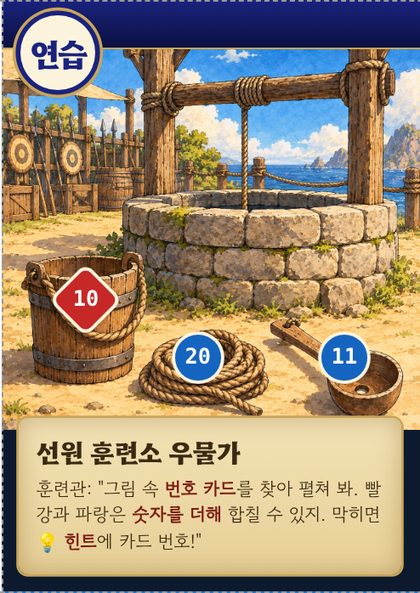 연습
10
20
11
선원 훈련소 우물가
훈련관: "그림 속 번호 카드를 찾아 펼쳐 봐. 빨
강과 파랑은 숫자를 더해 합칠 수 있지. 막히면
💡 힌트에 카드 번호!"